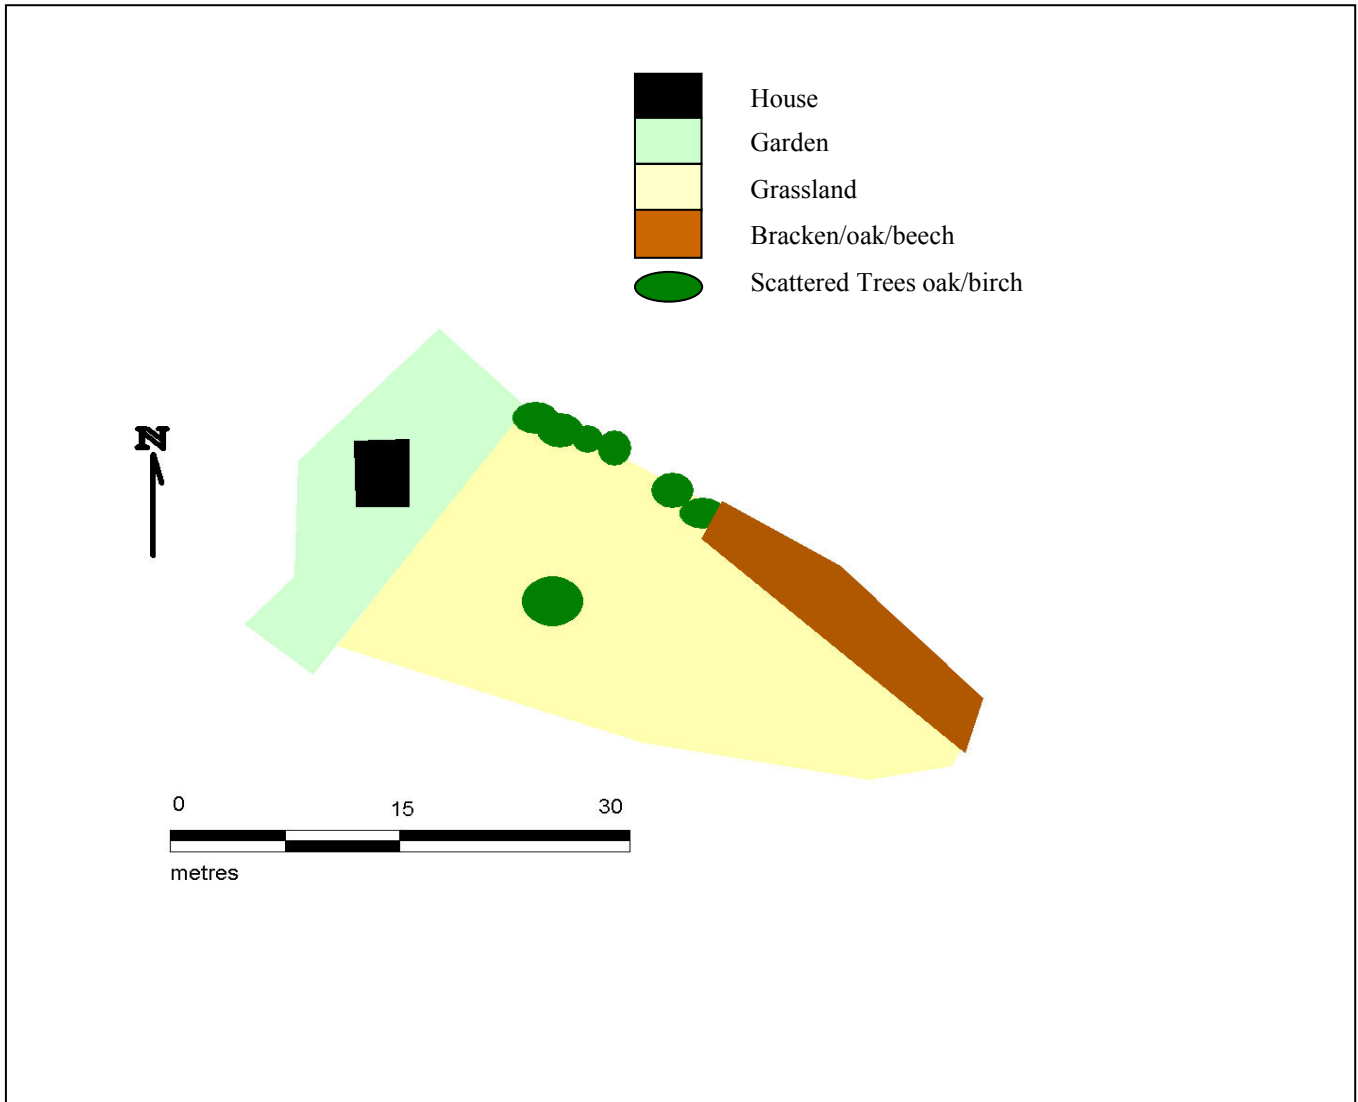 House
Garden
Grassland
Bracken/oak/beech
Scattered Trees oak/birch
N
0 15 30
metres